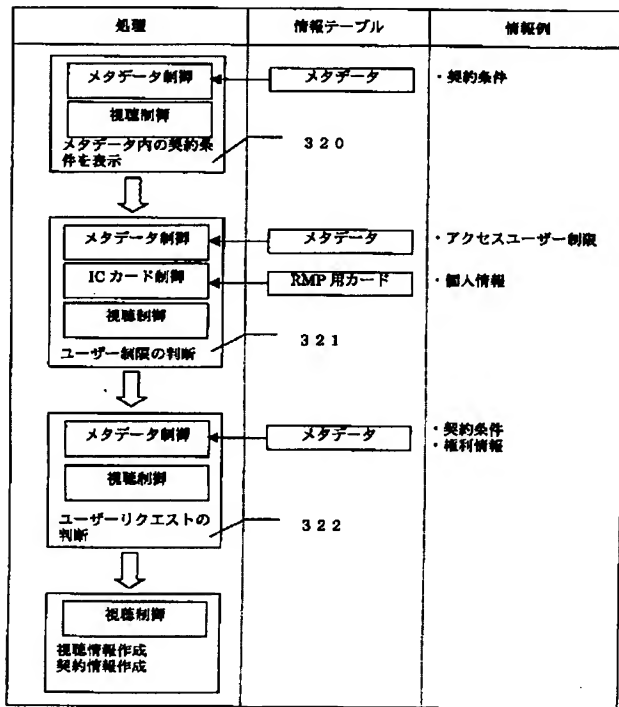 処理
情報テーブル
情報例
メタデータ制御
メタデータ
・契約条件
視聴制御
メタデータ内の契約条
件を表示
320
メタデータ制御
メタデータ
・アクセスユーザー制限
ICカード制御
RMP用カード
・個人情報
視聴制御
ユーザー制限の判断
321
メタデータ制御
メタデータ
・契約条件
・権利情報
視聴制御
ユーザーリクエストの
判断
322
視聴制御
視聴情報作成
契約情報作成